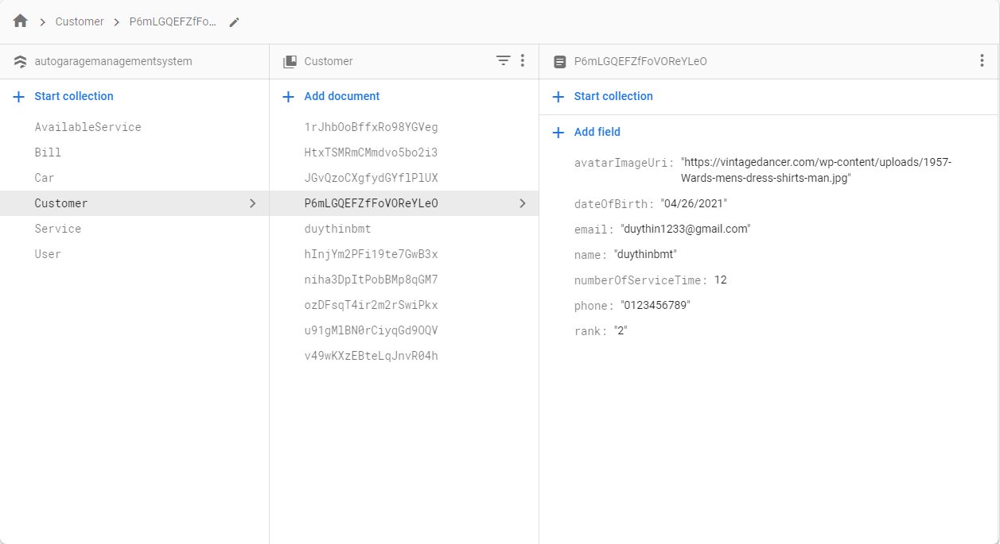 Customer P6mLGQEFZfFo...
autogaragemanagementsystem
Start collection
AvailableService
Bill
Car
Customer
Service
User
Customer
Add document
1rJhbOoBffxRo98YGVeg
HtxTSMRmCMmdvo5bo2i3
JGvQzoCXgfydGYflPlUX
P6mLGQEFZfFoVOReYLeO
duythinbmt
hInjYm2PFi19te7GwB3x
niha3DpItPobBMp8qGM7
ozDFsqT4ir2m2rSwiPkx
u91gMlBN0rCiyqGd9OQV
v49wKXzEBteLqJnvR04h
P6mLGQEFZfFoVOReYLeO
Start collection
Add field
avatarImageUri: "https://vintagedancer.com/wp-content/uploads/1957-
Wards-mens-dress-shirts-man.jpg"
dateOfBirth: "04/26/2021"
email: "duythin1233@gmail.com"
name: "duythinbmt"
numberOfServiceTime: 12
phone: "0123456789"
rank: "2"